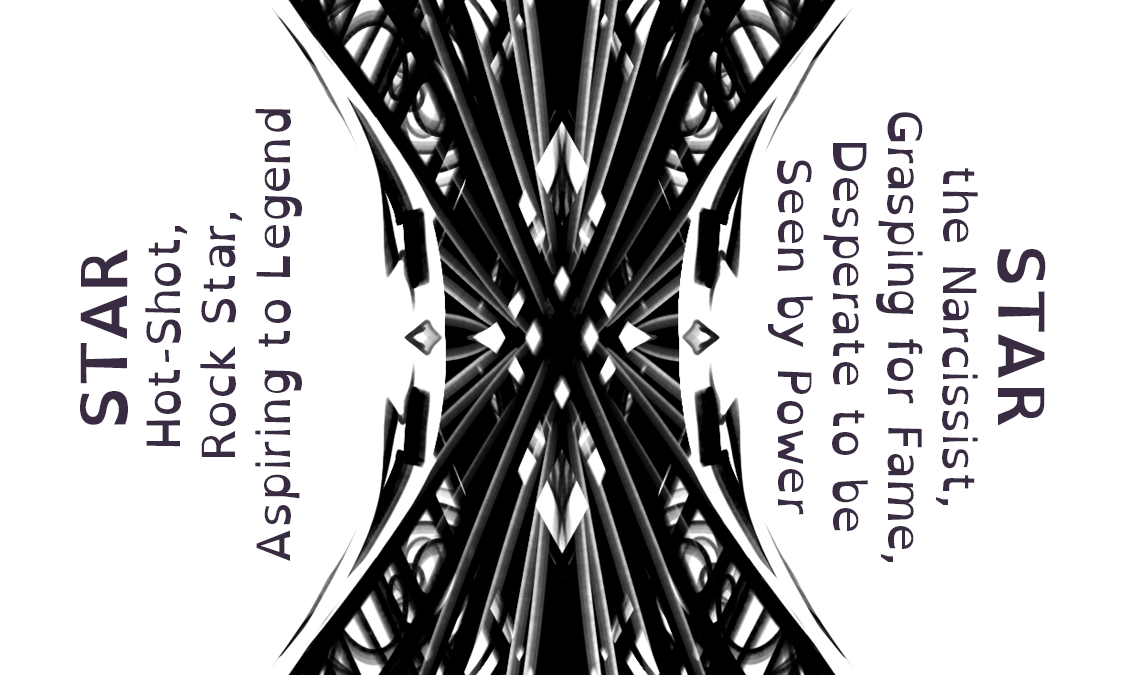 STAR
Hot-Shot,
Rock Star,
Aspiring to Legend
STAR
the Narcissist,
Grasping for Fame,
Desperate to be
Seen by Power